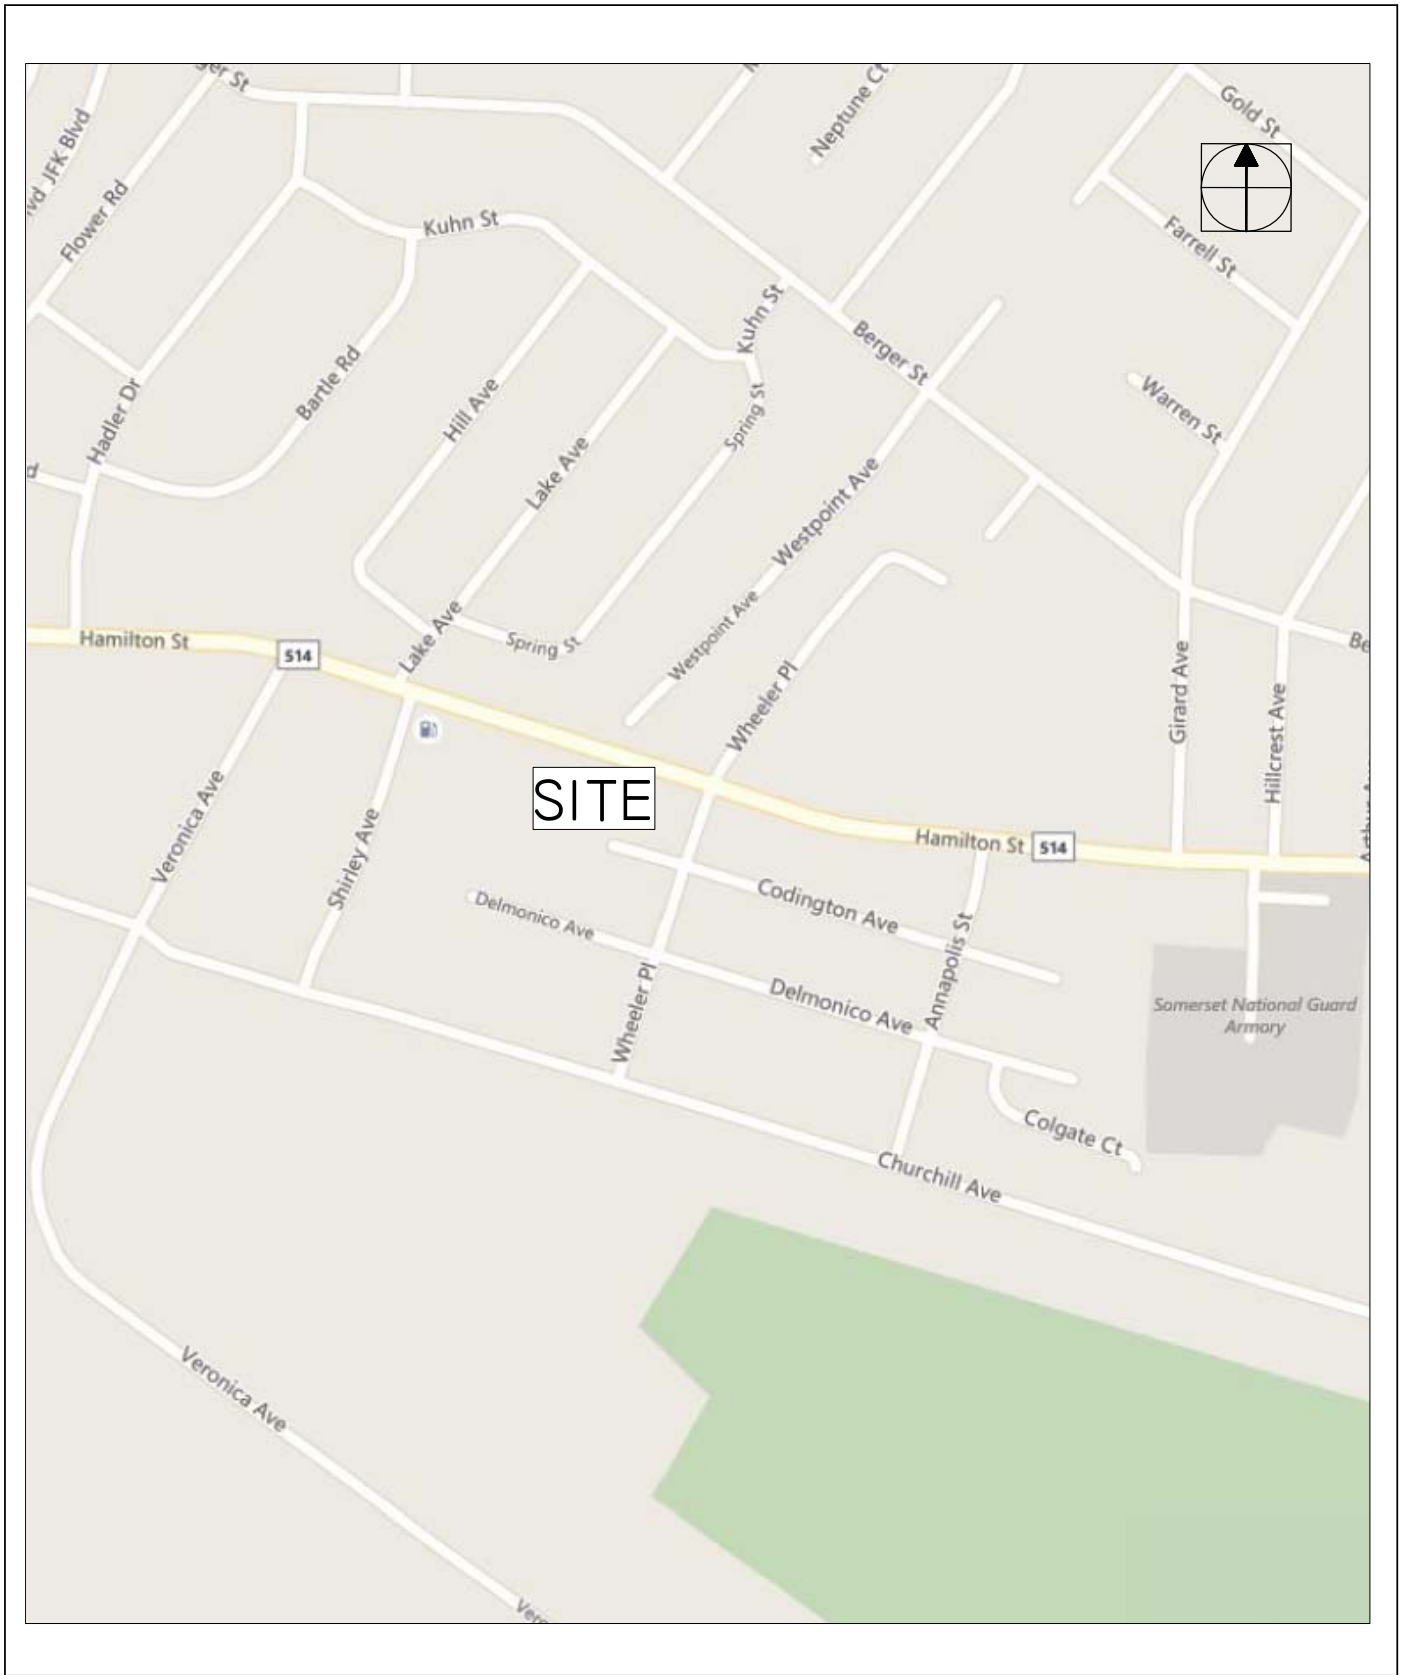 Gold St
Neptune Ct
JFK Blvd
Flower Rd
Kuhn St
Farrell St
Kuhn St
Berger St
Bartle Rd
Hill Ave
Warren St
Hadler Dr
Spring St
Lake Ave
Westpoint Ave
Westpoint Ave
Lake Ave
Spring St
Hamilton St
514
Wheeler Pl
Girard Ave
Hillcrest Ave
SITE
Veronica Ave
Shirley Ave
Hamilton St
514
Codington Ave
Delmonico Ave
Annapolis St
Delmonico Ave
Wheeler Pl
Somerset National Guard
Armory
Colgate Ct
Churchill Ave
Veronica Ave